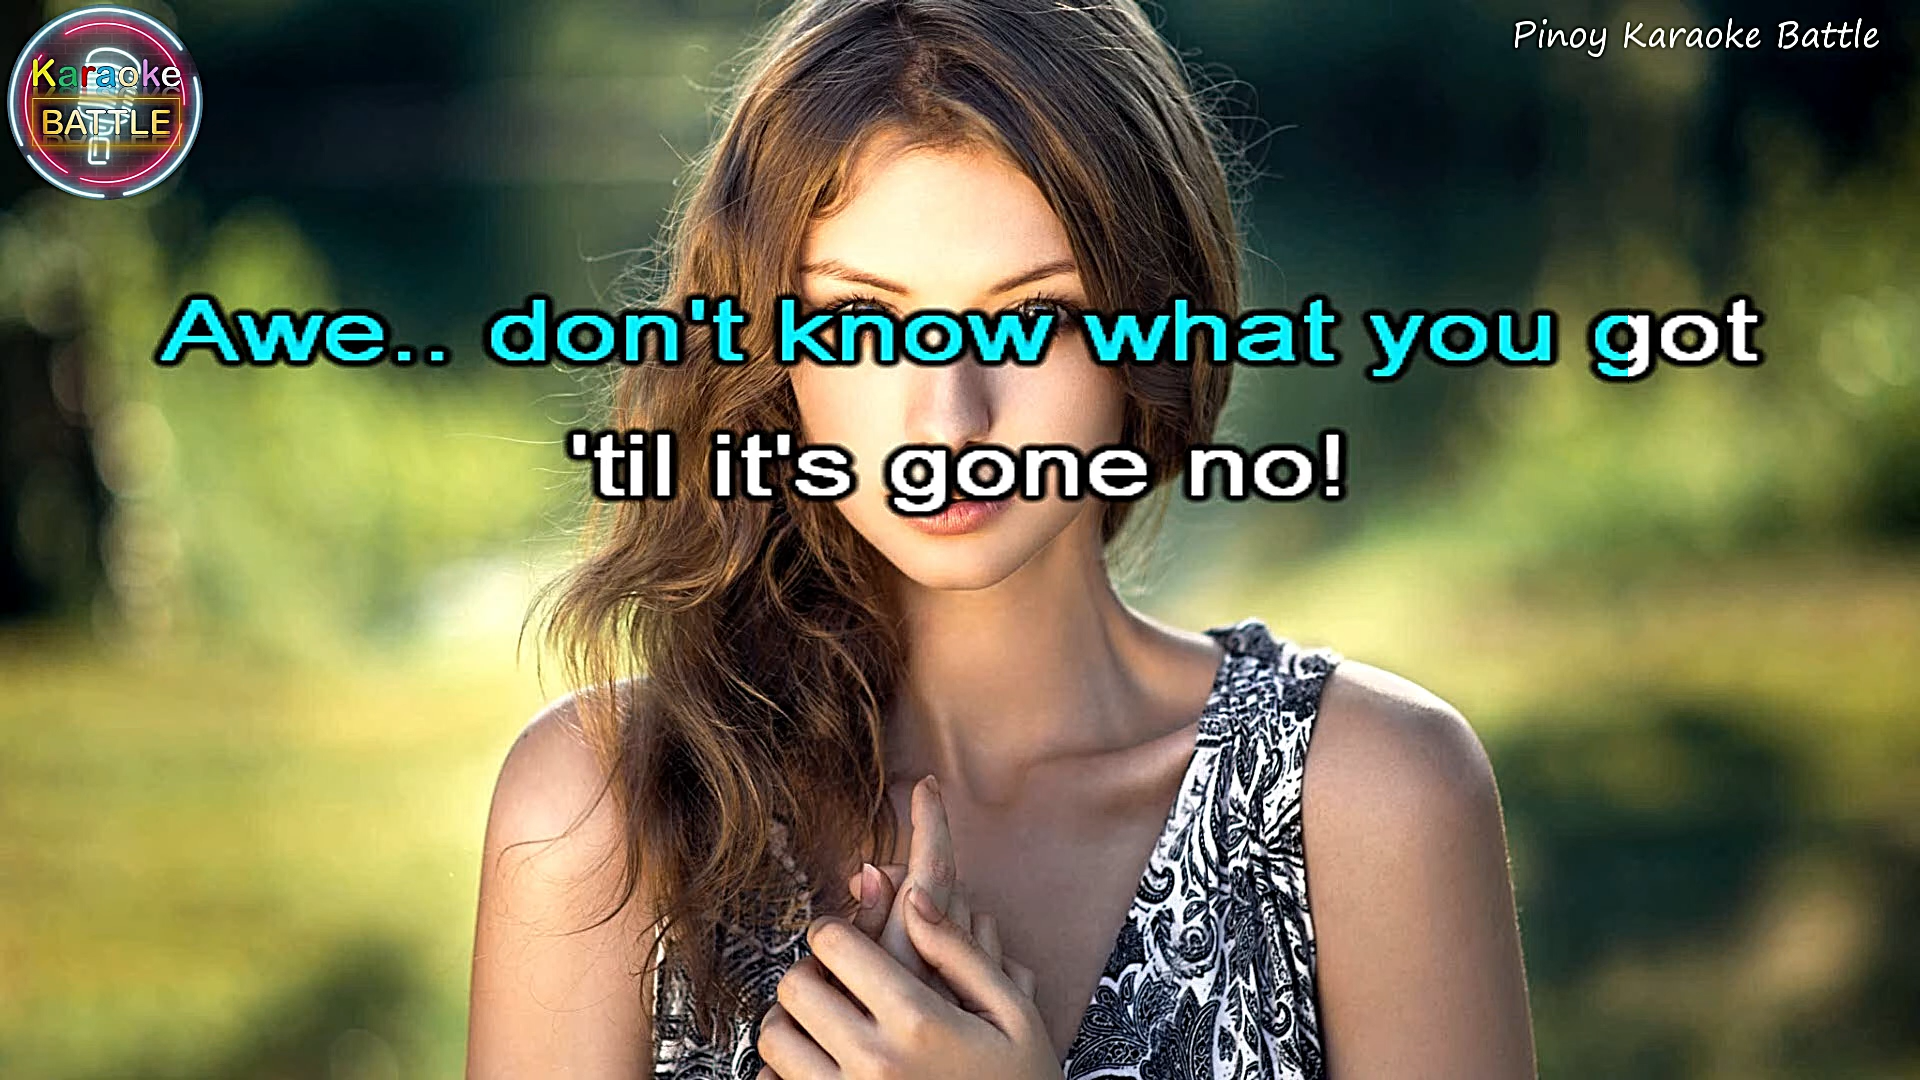 Karaoke
BATTLE
Pinoy Karaoke Battle
Awe.. don't know what you got
'til it's gone no!